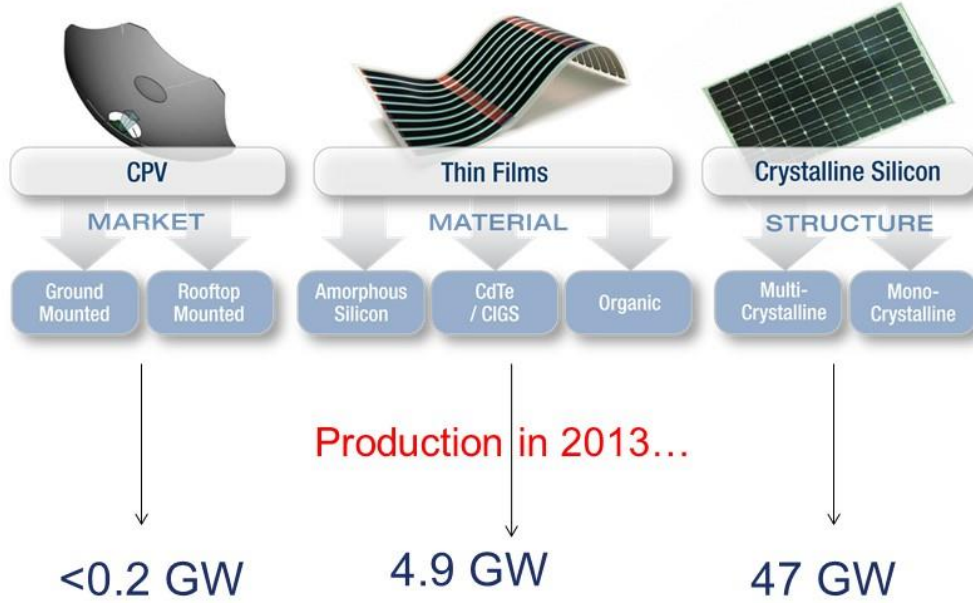 CPV
Thin Films
Crystalline Silicon
MARKET
MATERIAL
STRUCTURE
Ground
Mounted
Rooftop
Mounted
Amorphous
Silicon
CdTe
/ CIGS
Organic
Multi-
Crystalline
Mono-
Crystalline
Production in 2013...
<0.2 GW
4.9 GW
47 GW